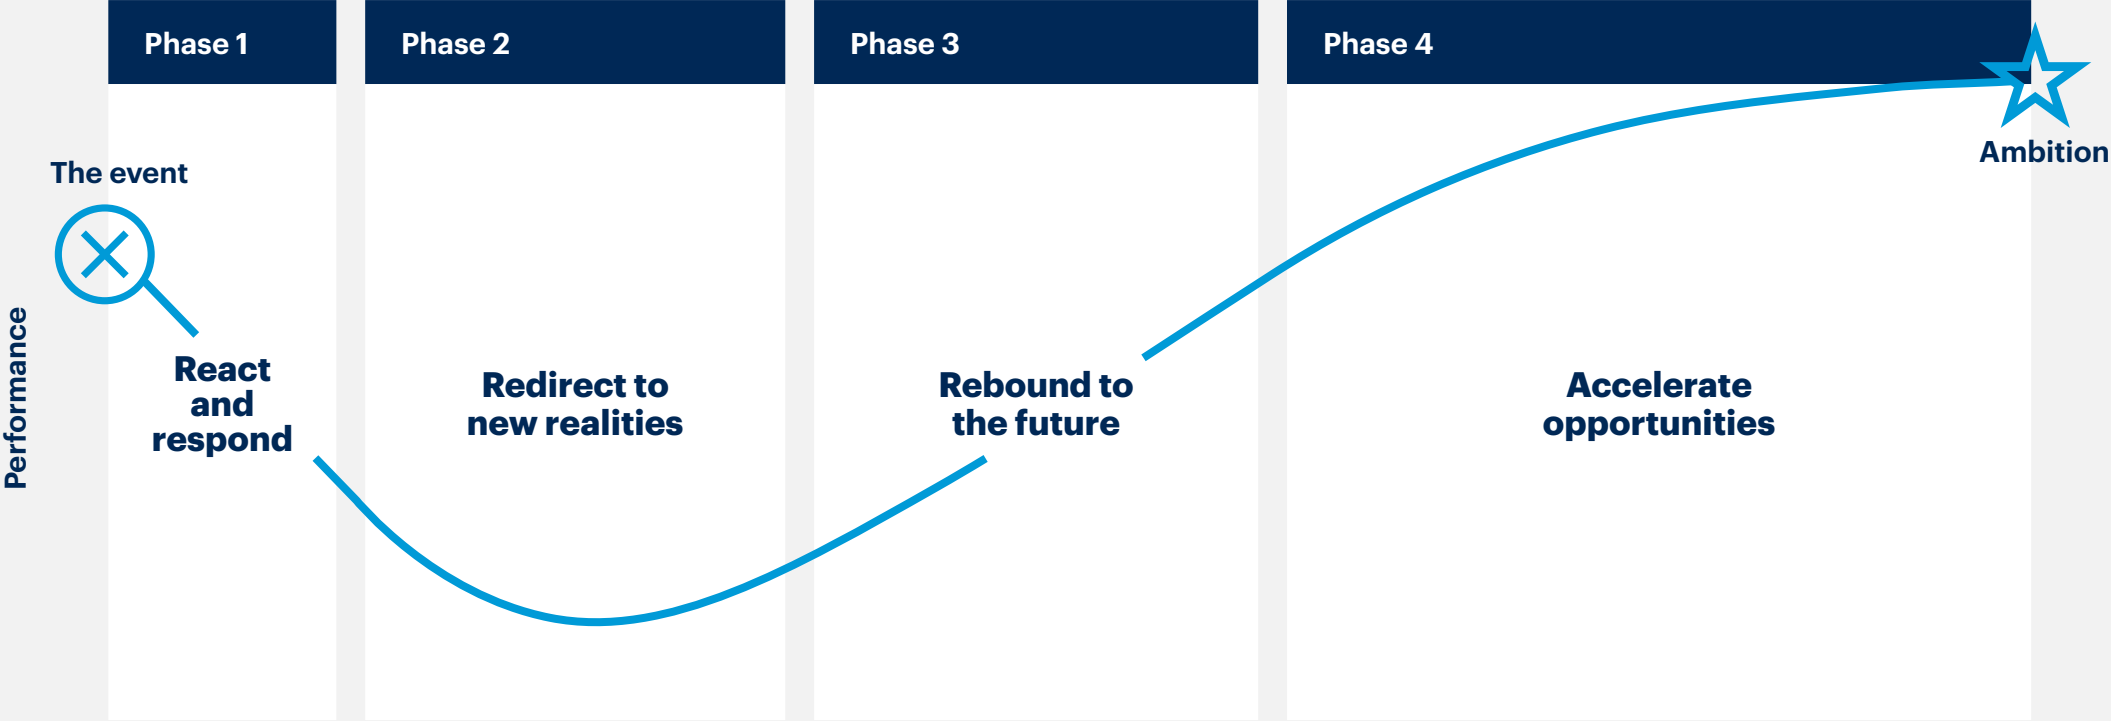 Phase 1
Phase 2
Phase 3
Phase 4
The event
Ambition
Performance
React
and
respond
Redirect to
new realities
Rebound to
the future
Accelerate
opportunities